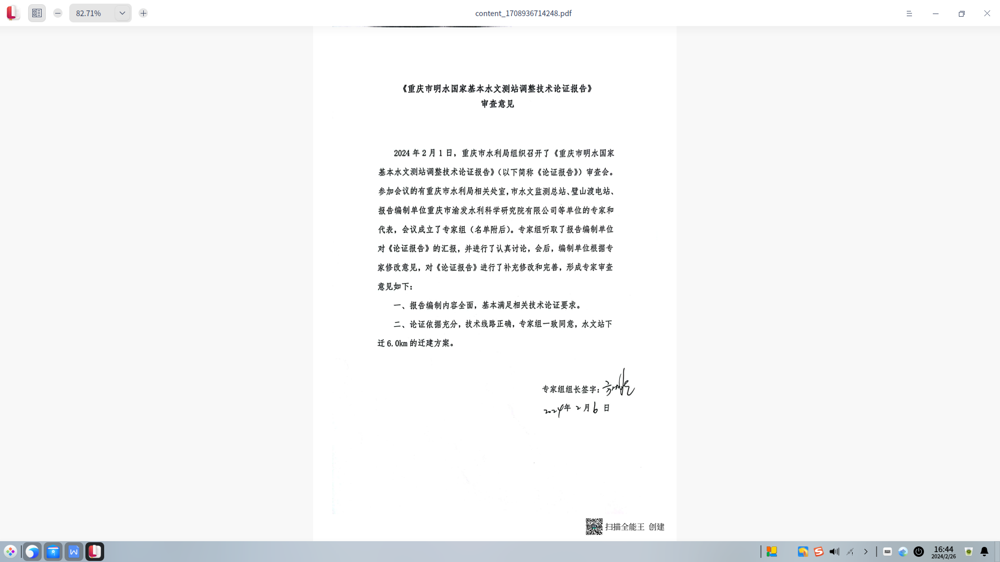 82.71%
content_1708936714248.pdf
《重庆市明水国家基本水文测站调整技术论证报告》
审查意见
2024 年 2 月 1 日，重庆市水利局组织召开了《重庆市明水国家
基本水文测站调整技术论证报告》（以下简称《论证报告》）审查会。
参加会议的有重庆市水利局相关处室，市水文监测总站、璧山渡电站、
报告编制单位重庆市渝发水利科学研究院有限公司等单位的专家和
代表，会议成立了专家组（名单附后）。专家组听取了报告编制单位
对《论证报告》的汇报，并进行了认真讨论，会后，编制单位根据专
家修改意见，对《论证报告》进行了补充修改和完善，形成专家审查
意见如下：
一、报告编制内容全面，基本满足相关技术论证要求。
二、论证依据充分，技术线路正确，专家组一致同意，水文站下
迁 6.0km 的迁建方案。
专家组组长签字：
2024年 2 月 6 日
扫描全能王 创建
16:44
2024/2/26